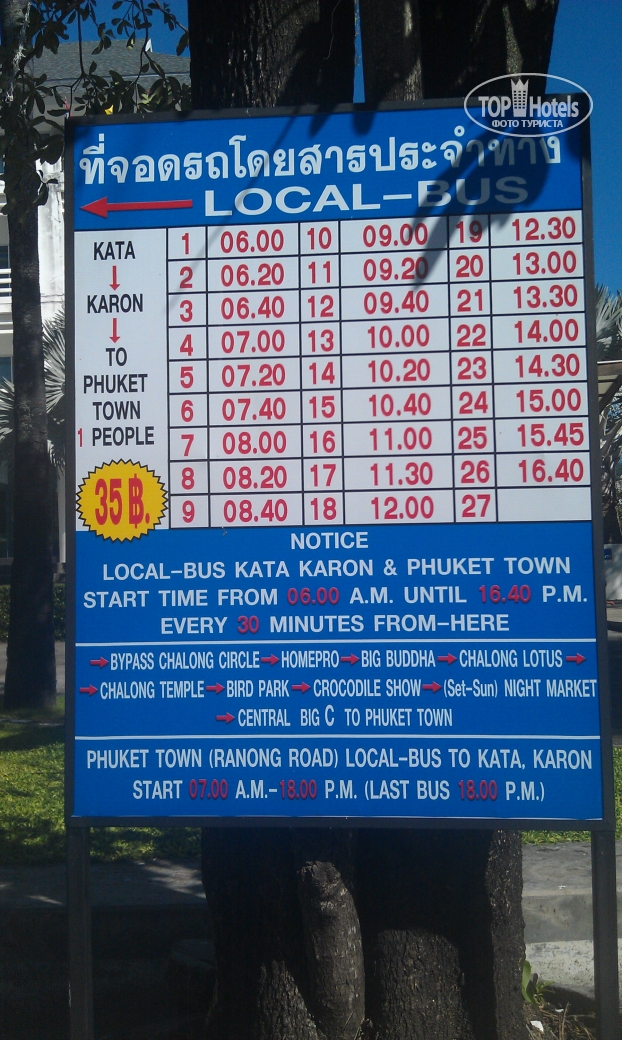 TOPHotels
ФОТО ТУРИСТА
ที่จอดรถโดยสารประจำทาง
← LOCAL-BUS
KATA
↓
KARON
↓
TO
PHUKET
TOWN
1 PEOPLE
35 ฿.
1 06.00 10 09.00 19 12.30
2 06.20 11 09.20 20 13.00
3 06.40 12 09.40 21 13.30
4 07.00 13 10.00 22 14.00
5 07.20 14 10.20 23 14.30
6 07.40 15 10.40 24 15.00
7 08.00 16 11.00 25 15.45
8 08.20 17 11.30 26 16.40
9 08.40 18 12.00 27
NOTICE
LOCAL-BUS KATA KARON & PHUKET TOWN
START TIME FROM 06.00 A.M. UNTIL 16.40 P.M.
EVERY 30 MINUTES FROM-HERE
→ BYPASS CHALONG CIRCLE → HOMEPRO → BIG BUDDHA → CHALONG LOTUS →
→ CHALONG TEMPLE → BIRD PARK → CROCODILE SHOW → (Set-Sun) NIGHT MARKET
→ CENTRAL BIG C TO PHUKET TOWN
PHUKET TOWN (RANONG ROAD) LOCAL-BUS TO KATA, KARON
START 07.00 A.M.-18.00 P.M. (LAST BUS 18.00 P.M.)